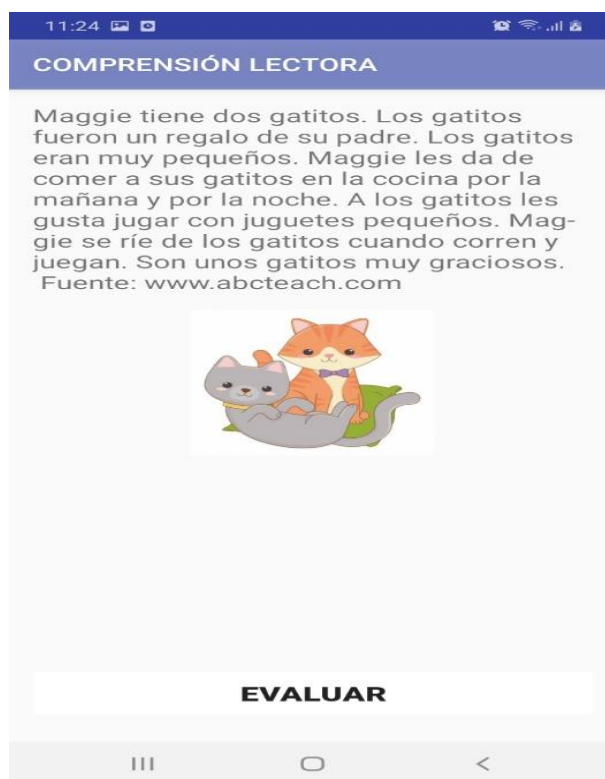 11:24
COMPRENSIÓN LECTORA
Maggie tiene dos gatitos. Los gatitos
fueron un regalo de su padre. Los gatitos
eran muy pequeños. Maggie les da de
comer a sus gatitos en la cocina por la
mañana y por la noche. A los gatitos les
gusta jugar con juguetes pequeños. Mag-
gie se ríe de los gatitos cuando corren y
juegan. Son unos gatitos muy graciosos.
Fuente: www.abcteach.com
EVALUAR